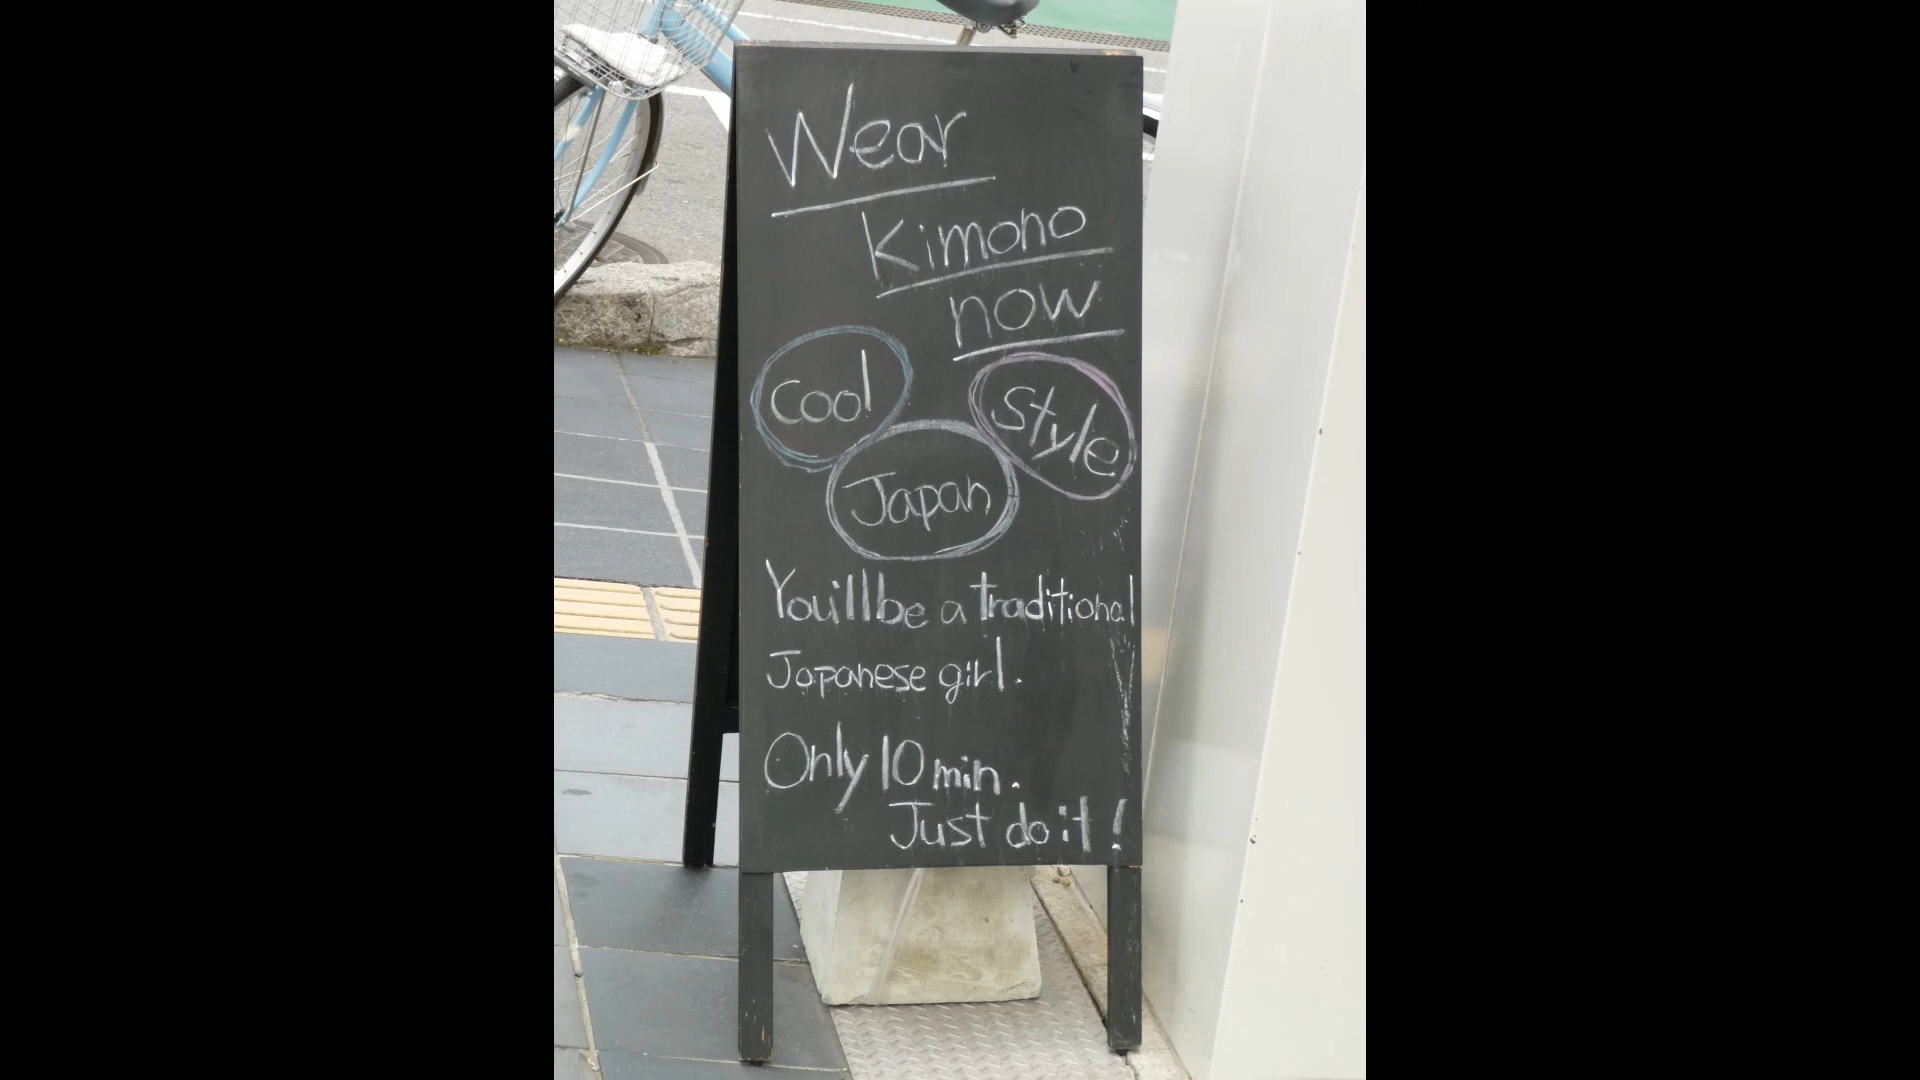 Wear
Kimono
now
Cool
Style
Japan
You'll be a traditional
Japanese girl.
Only 10 min.
Just do it!